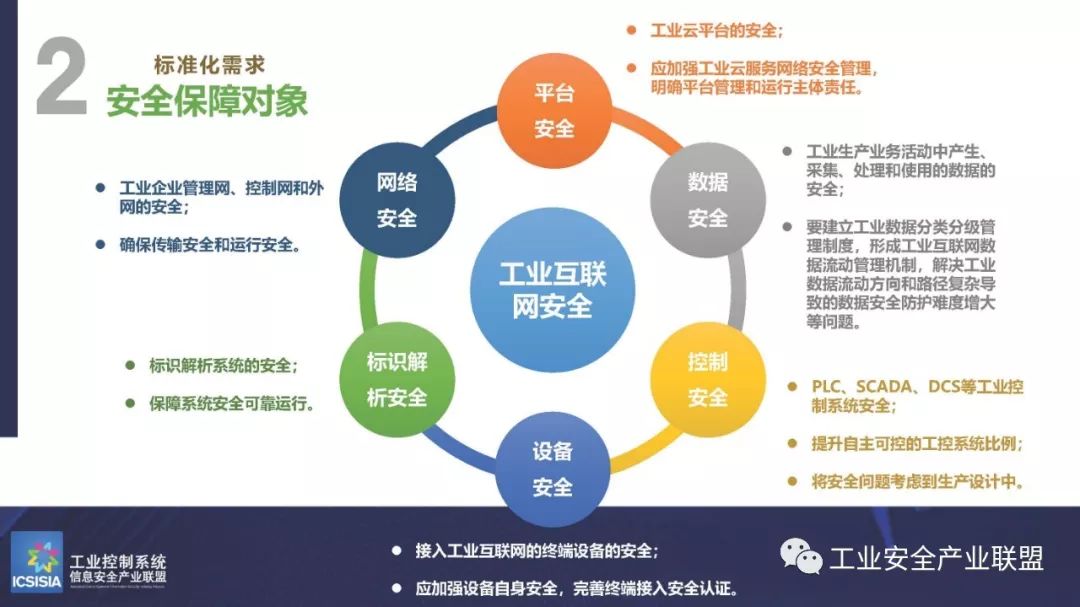 2
标准化需求
安全保障对象
工业云平台的安全；
应加强工业云服务网络安全管理，
明确平台管理和运行主体责任。
平台
安全
网络
安全
工业企业管理网、控制网和外
网的安全；
确保传输安全和运行安全。
数据
安全
工业生产业务活动中产生、
采集、处理和使用的数据的
安全；
要建立工业数据分类分级管
理制度，形成工业互联网数
据流动管理机制，解决工业
数据流动方向和路径复杂导
致的数据安全防护难度增大
等问题。
工业互联
网安全
标识解
析安全
标识解析系统的安全；
保障系统安全可靠运行。
控制
安全
PLC、SCADA、DCS等工业控
制系统安全；
提升自主可控的工控系统比例；
将安全问题考虑到生产设计中。
设备
安全
接入工业互联网的终端设备的安全；
应加强设备自身安全，完善终端接入安全认证。
ICSISIA
工业控制系统
信息安全产业联盟
工业安全产业联盟